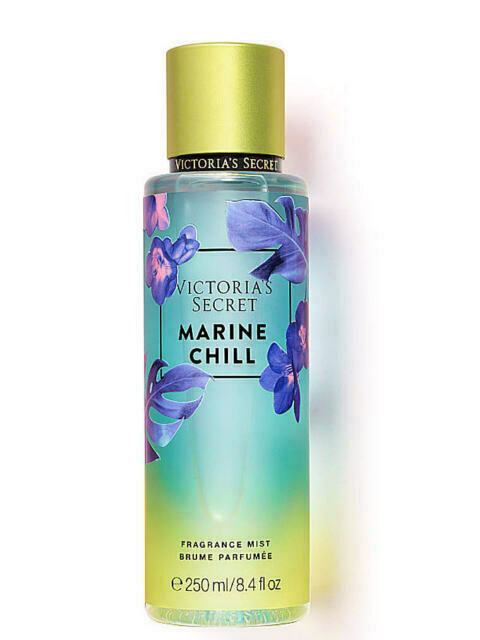 VICTORIA'S SECRET
VICTORIA'S
SECRET
MARINE
CHILL
FRAGRANCE MIST
BRUME PARFUMÉE
℮ 250 ml/8.4 fl oz